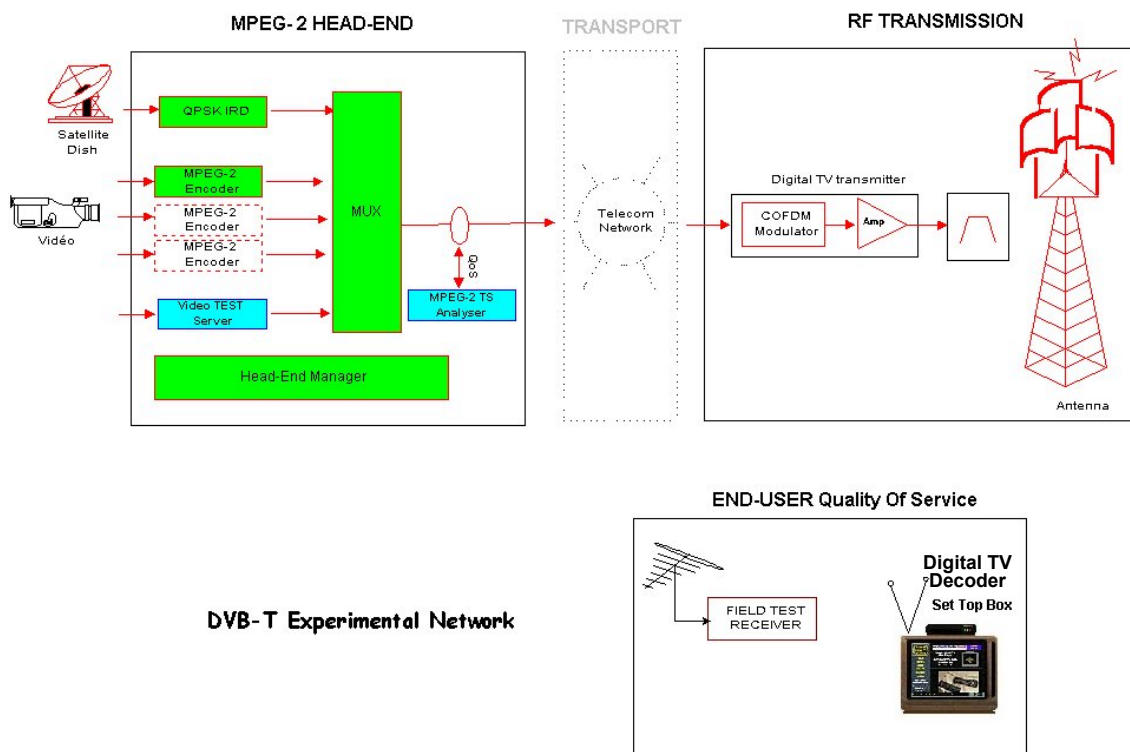 MPEG- 2 HEAD-END
TRANSPORT
RF TRANSMISSION
QPSK IRD
Satellite
Dish
MPEG-2
Encoder
MPEG-2
Encoder
MPEG-2
Encoder
Vidéo
MUX
Video TEST
Server
QoS
MPEG-2 TS
Analyser
Head-End Manager
Telecom
Network
Digital TV transmitter
COFDM
Modulator
Amp
Antenna
END-USER Quality Of Service
Digital TV
Decoder
Set Top Box
FIELD TEST
RECEIVER
DVB-T Experimental Network